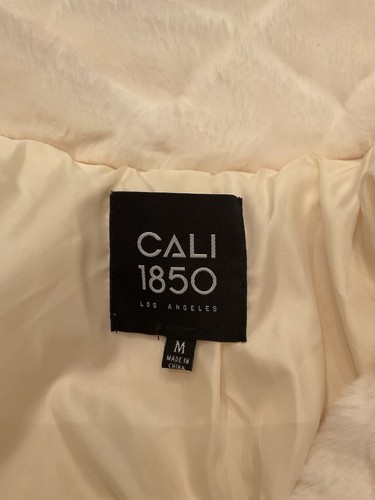 CALI
1850
LOS ANGELES
M
MADE IN
CHINA